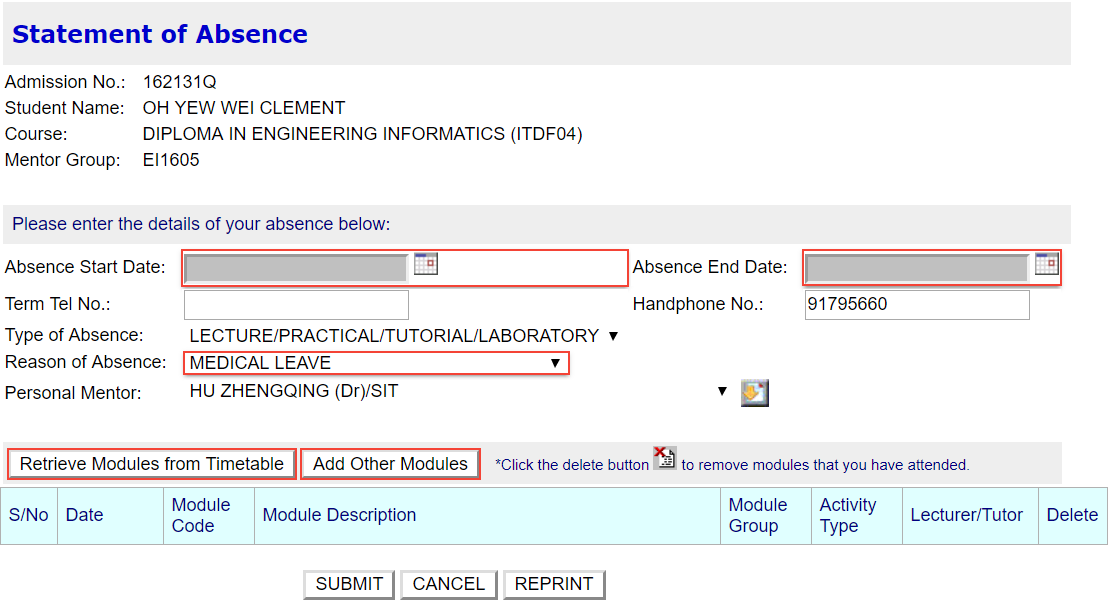 Statement of Absence
Admission No.: 162131Q
Student Name: OH YEW WEI CLEMENT
Course: DIPLOMA IN ENGINEERING INFORMATICS (ITDF04)
Mentor Group: EI1605
Please enter the details of your absence below:
Absence Start Date: Absence End Date:
Term Tel No.: Handphone No.: 91795660
Type of Absence: LECTURE/PRACTICAL/TUTORIAL/LABORATORY
Reason of Absence: MEDICAL LEAVE
Personal Mentor: HU ZHENGQING (Dr)/SIT
Retrieve Modules from Timetable Add Other Modules *Click the delete button to remove modules that you have attended.
S/No Date Module Code Module Description Module Group Activity Type Lecturer/Tutor Delete
SUBMIT CANCEL REPRINT